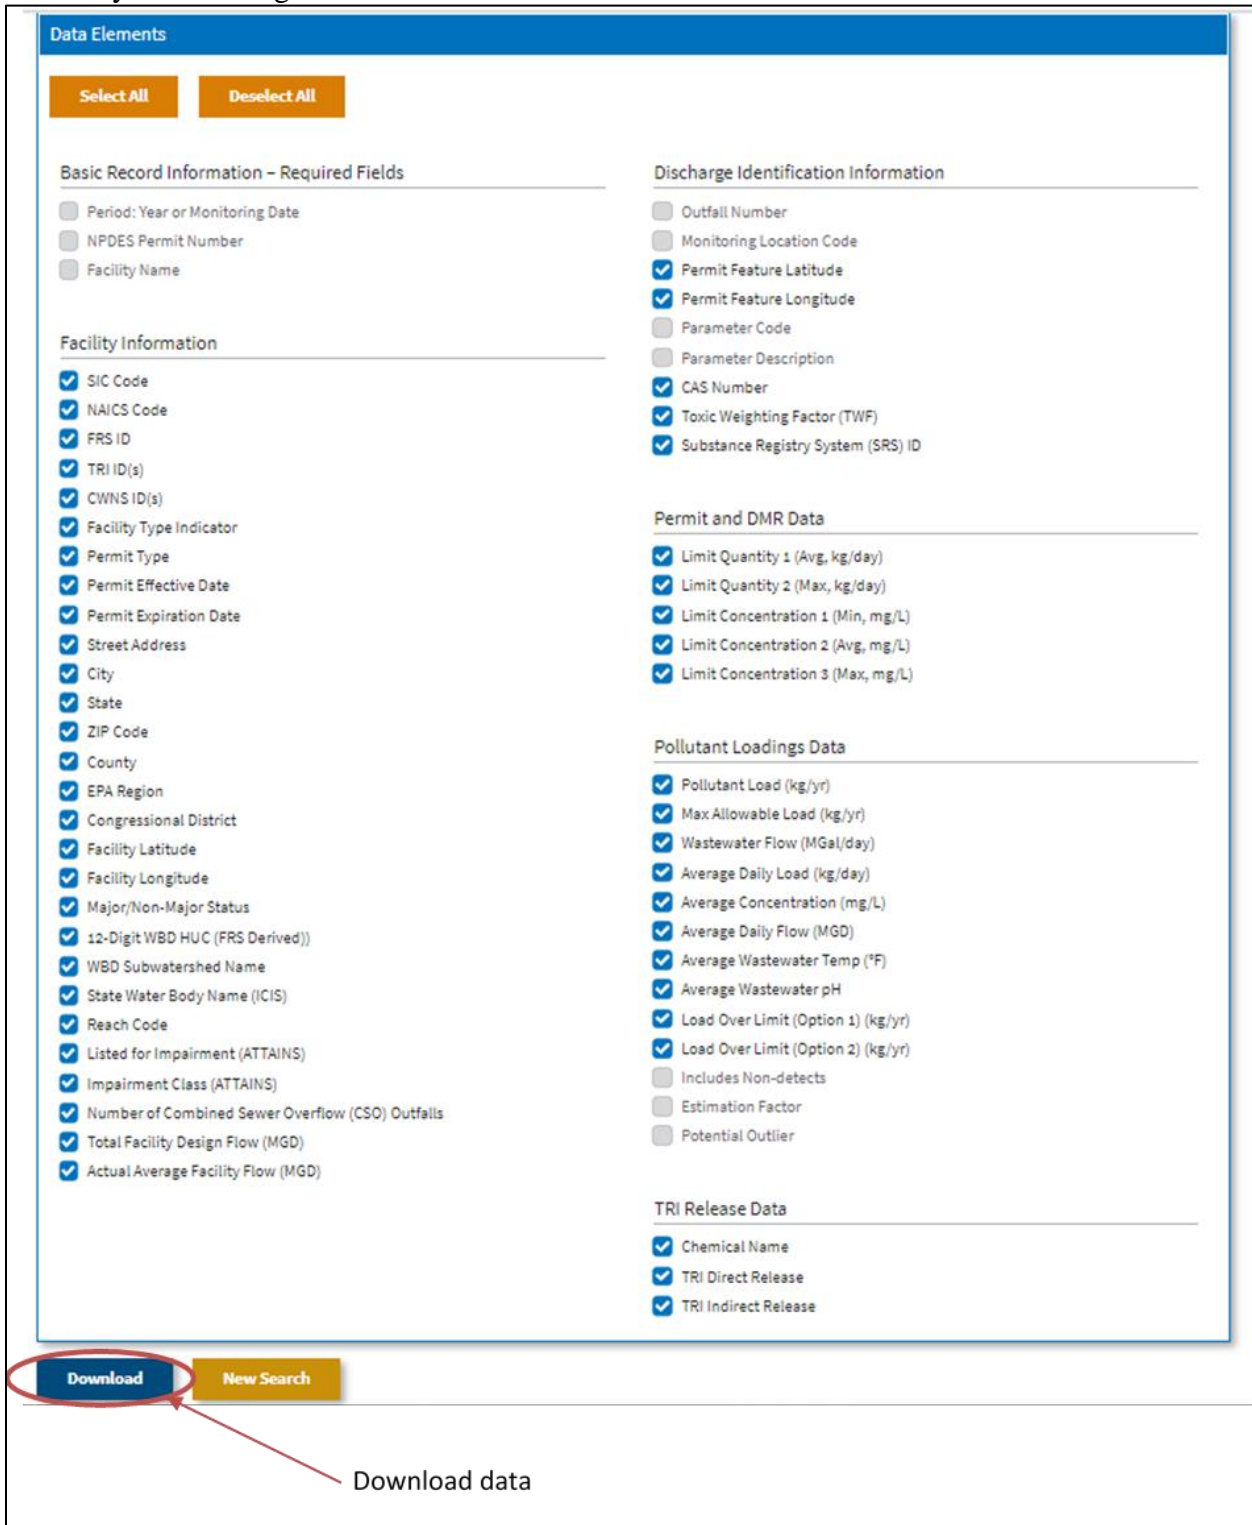 Data Elements
Select All
Deselect All
Basic Record Information – Required Fields
Period: Year or Monitoring Date
NPDES Permit Number
Facility Name
Facility Information
SIC Code
NAICS Code
FRS ID
TRI ID(s)
CWNS ID(s)
Facility Type Indicator
Permit Type
Permit Effective Date
Permit Expiration Date
Street Address
City
State
ZIP Code
County
EPA Region
Congressional District
Facility Latitude
Facility Longitude
Major/Non-Major Status
12-Digit WBD HUC (FRS Derived))
WBD Subwatershed Name
State Water Body Name (ICIS)
Reach Code
Listed for Impairment (ATTAINS)
Impairment Class (ATTAINS)
Number of Combined Sewer Overflow (CSO) Outfalls
Total Facility Design Flow (MGD)
Actual Average Facility Flow (MGD)
Discharge Identification Information
Outfall Number
Monitoring Location Code
Permit Feature Latitude
Permit Feature Longitude
Parameter Code
Parameter Description
CAS Number
Toxic Weighting Factor (TWF)
Substance Registry System (SRS) ID
Permit and DMR Data
Limit Quantity 1 (Avg, kg/day)
Limit Quantity 2 (Max, kg/day)
Limit Concentration 1 (Min, mg/L)
Limit Concentration 2 (Avg, mg/L)
Limit Concentration 3 (Max, mg/L)
Pollutant Loadings Data
Pollutant Load (kg/yr)
Max Allowable Load (kg/yr)
Wastewater Flow (MGal/day)
Average Daily Load (kg/day)
Average Concentration (mg/L)
Average Daily Flow (MGD)
Average Wastewater Temp (°F)
Average Wastewater pH
Load Over Limit (Option 1) (kg/yr)
Load Over Limit (Option 2) (kg/yr)
Includes Non-detects
Estimation Factor
Potential Outlier
TRI Release Data
Chemical Name
TRI Direct Release
TRI Indirect Release
Download
New Search
Download data